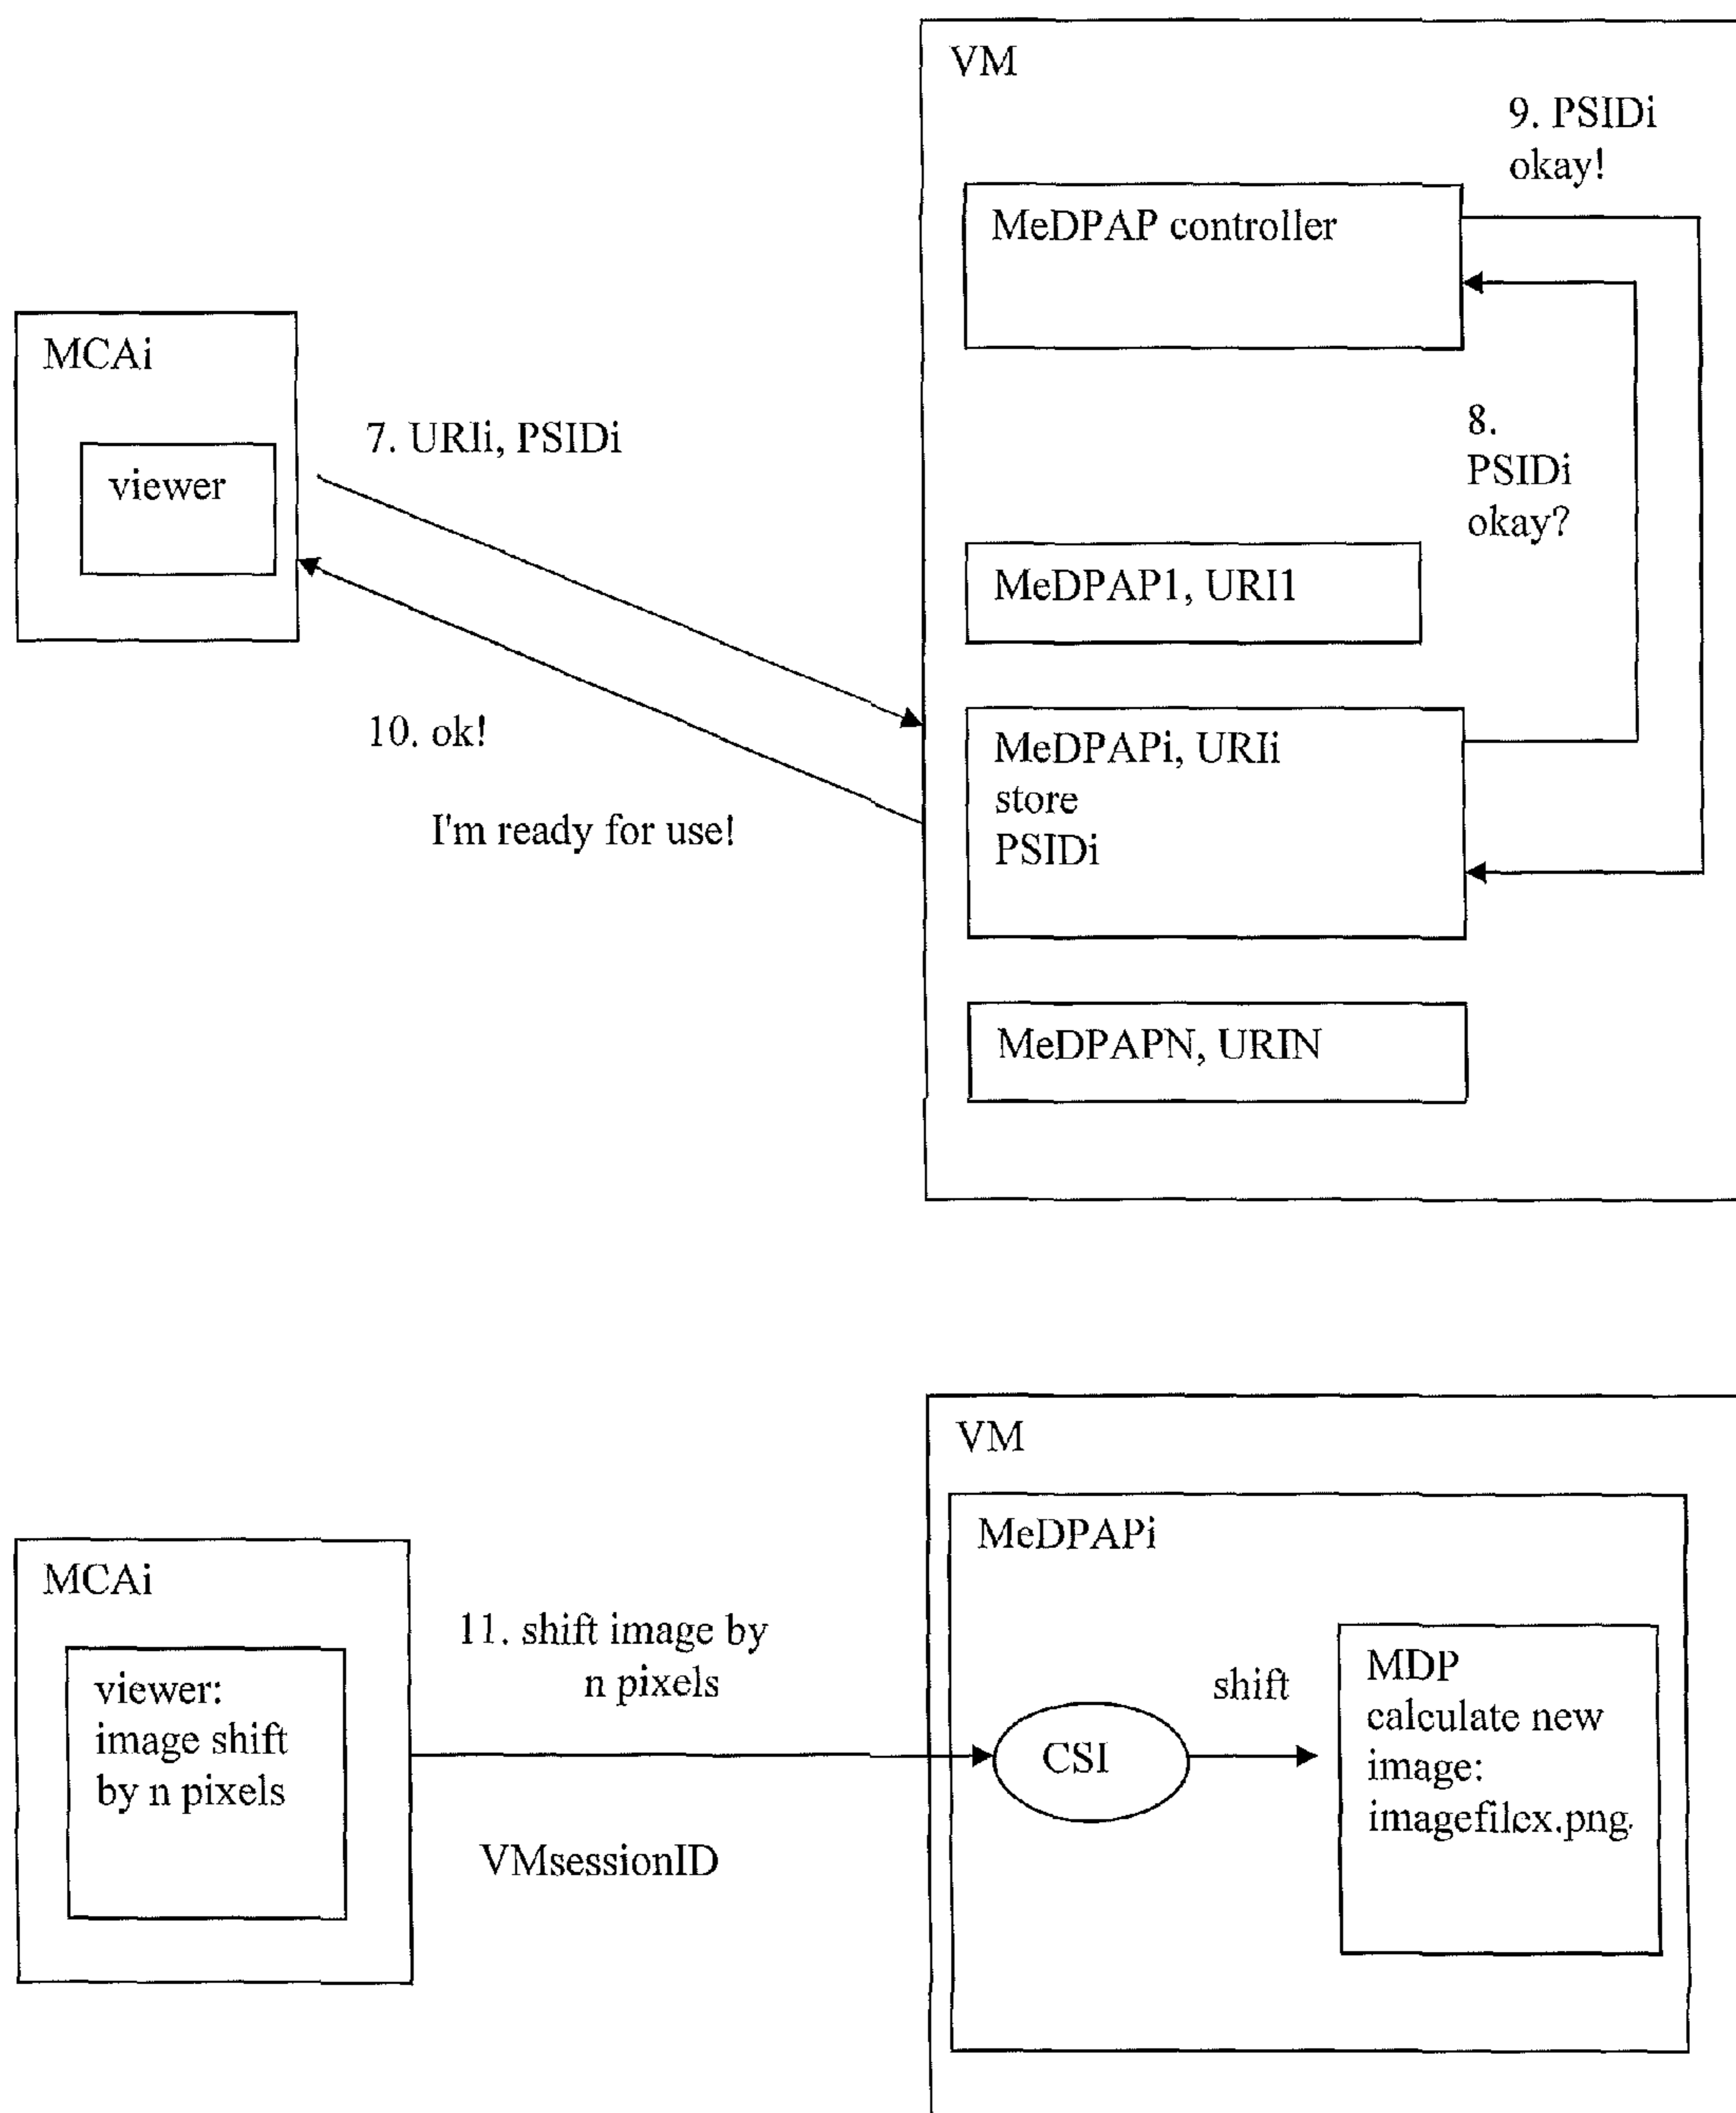 VM
9. PSIDi
okay!
MeDPAP controller
MCAi
viewer
7. URIi, PSIDi
8.
PSIDi
okay?
MeDPAP1, URI1
10. ok!
I'm ready for use!
MeDPAPi, URIi
store
PSIDi
MeDPAPN, URIN
VM
MeDPAPi
MCAi
viewer:
image shift
by n pixels
11. shift image by
n pixels
VMsessionID
CSI
shift
MDP
calculate new
image:
imagefilex.png